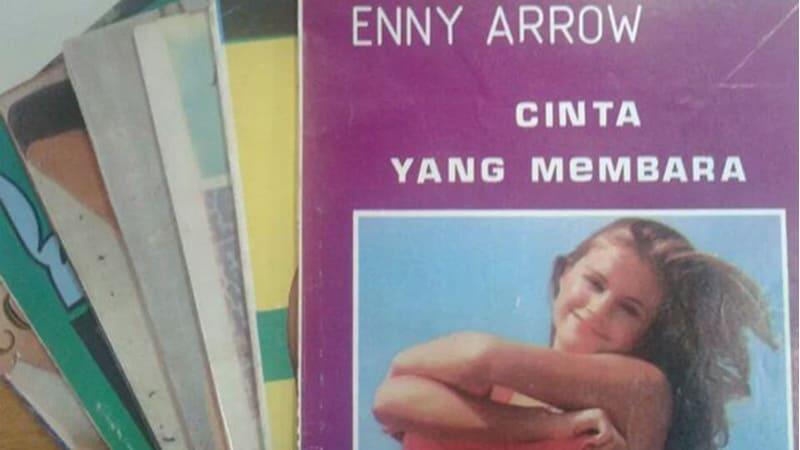 ENNY ARROW
CINTA
YANG MeMBARA